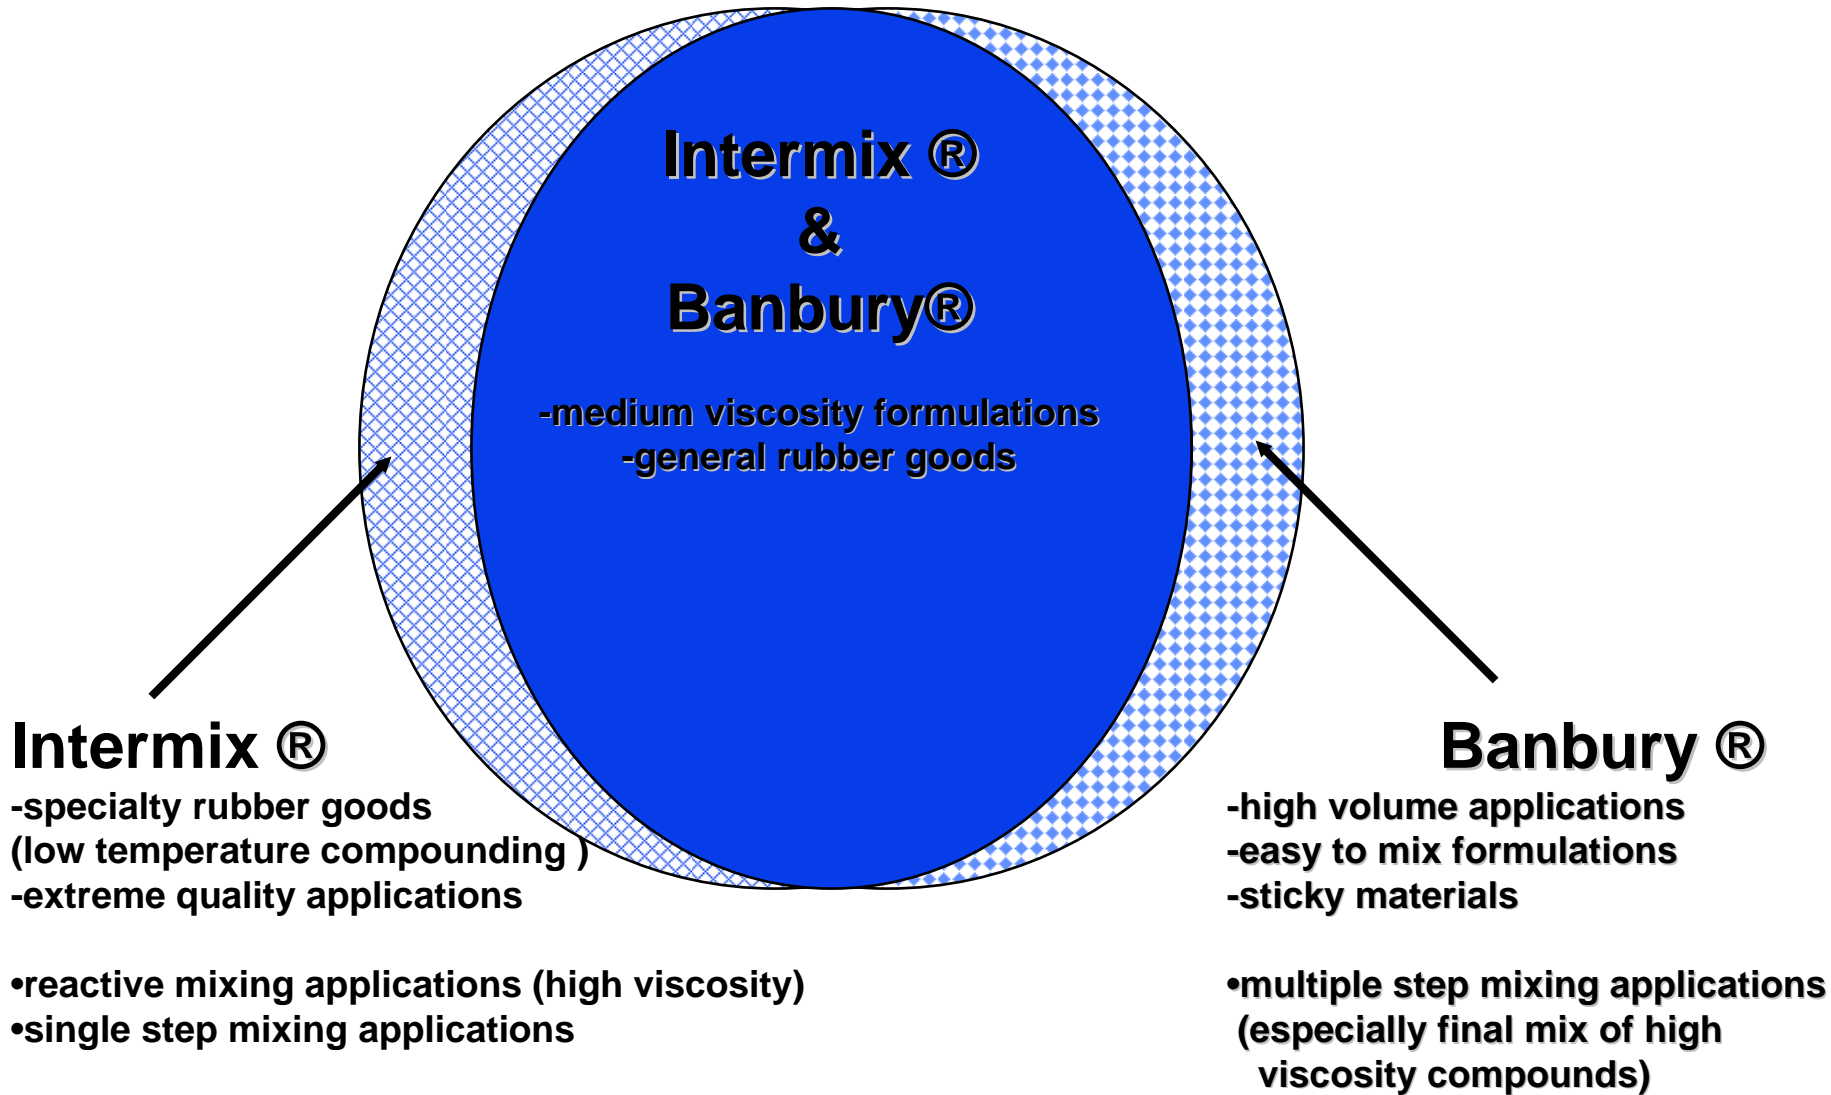 Intermix ®
&
Banbury®
-medium viscosity formulations
-general rubber goods
Intermix ®
-specialty rubber goods
(low temperature compounding )
-extreme quality applications
•reactive mixing applications (high viscosity)
•single step mixing applications
Banbury ®
-high volume applications
-easy to mix formulations
-sticky materials
•multiple step mixing applications
(especially final mix of high
viscosity compounds)